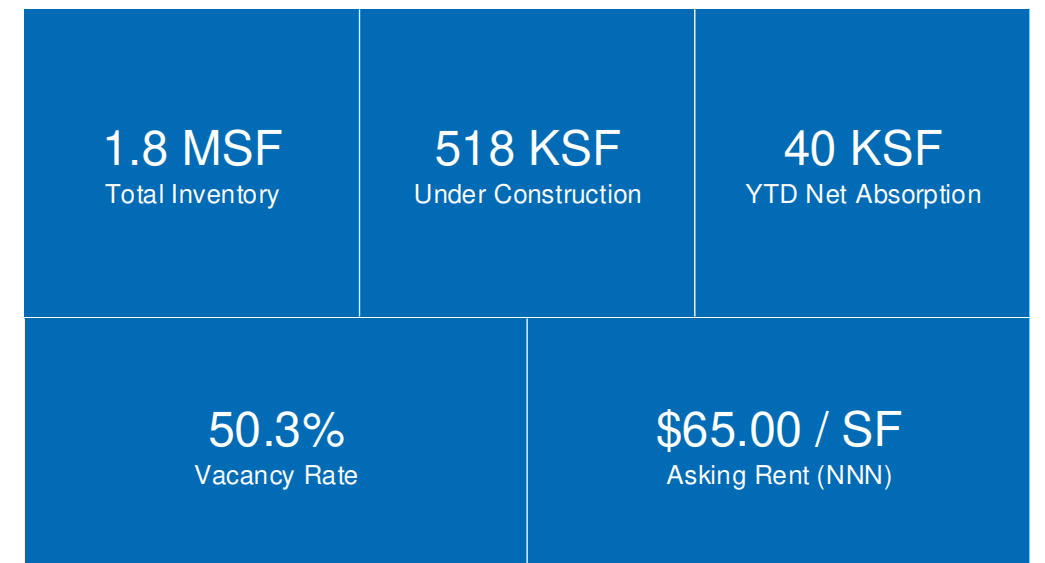 1.8 MSF
Total Inventory
518 KSF
Under Construction
40 KSF
YTD Net Absorption
50.3%
Vacancy Rate
$65.00 / SF
Asking Rent (NNN)